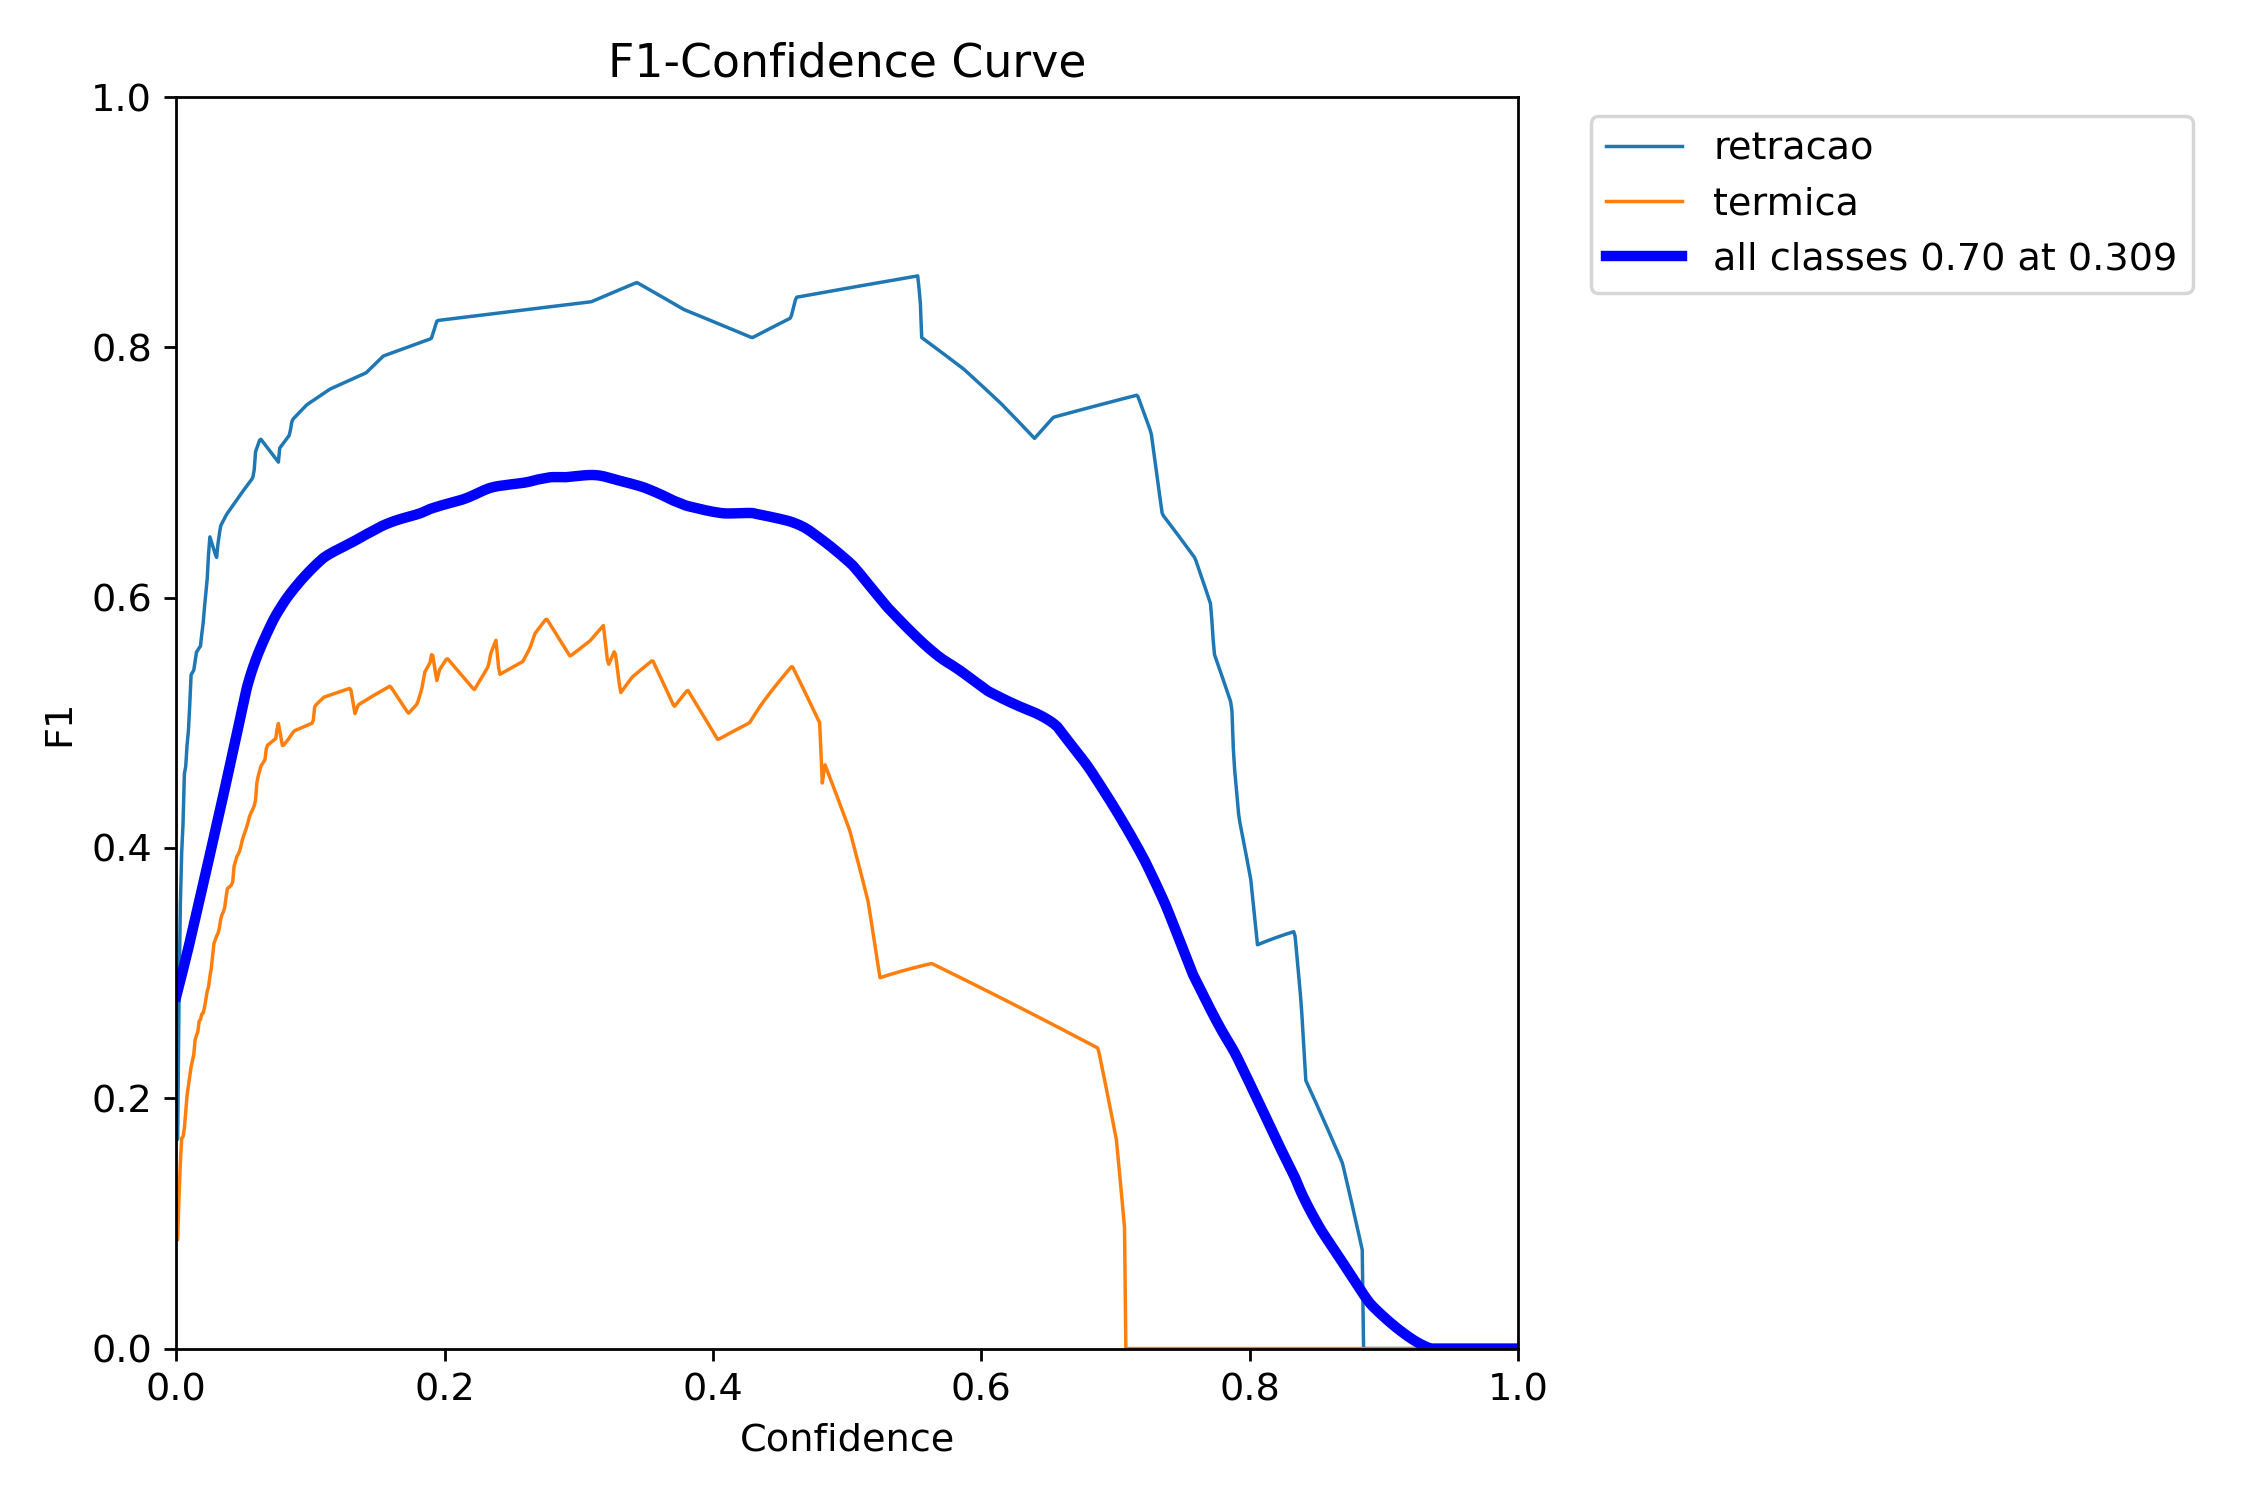 F1-Confidence Curve
1.0
0.8
0.6
0.4
0.2
0.0
F1
0.0 0.2 0.4 0.6 0.8 1.0
Confidence
retracao
termica
all classes 0.70 at 0.309